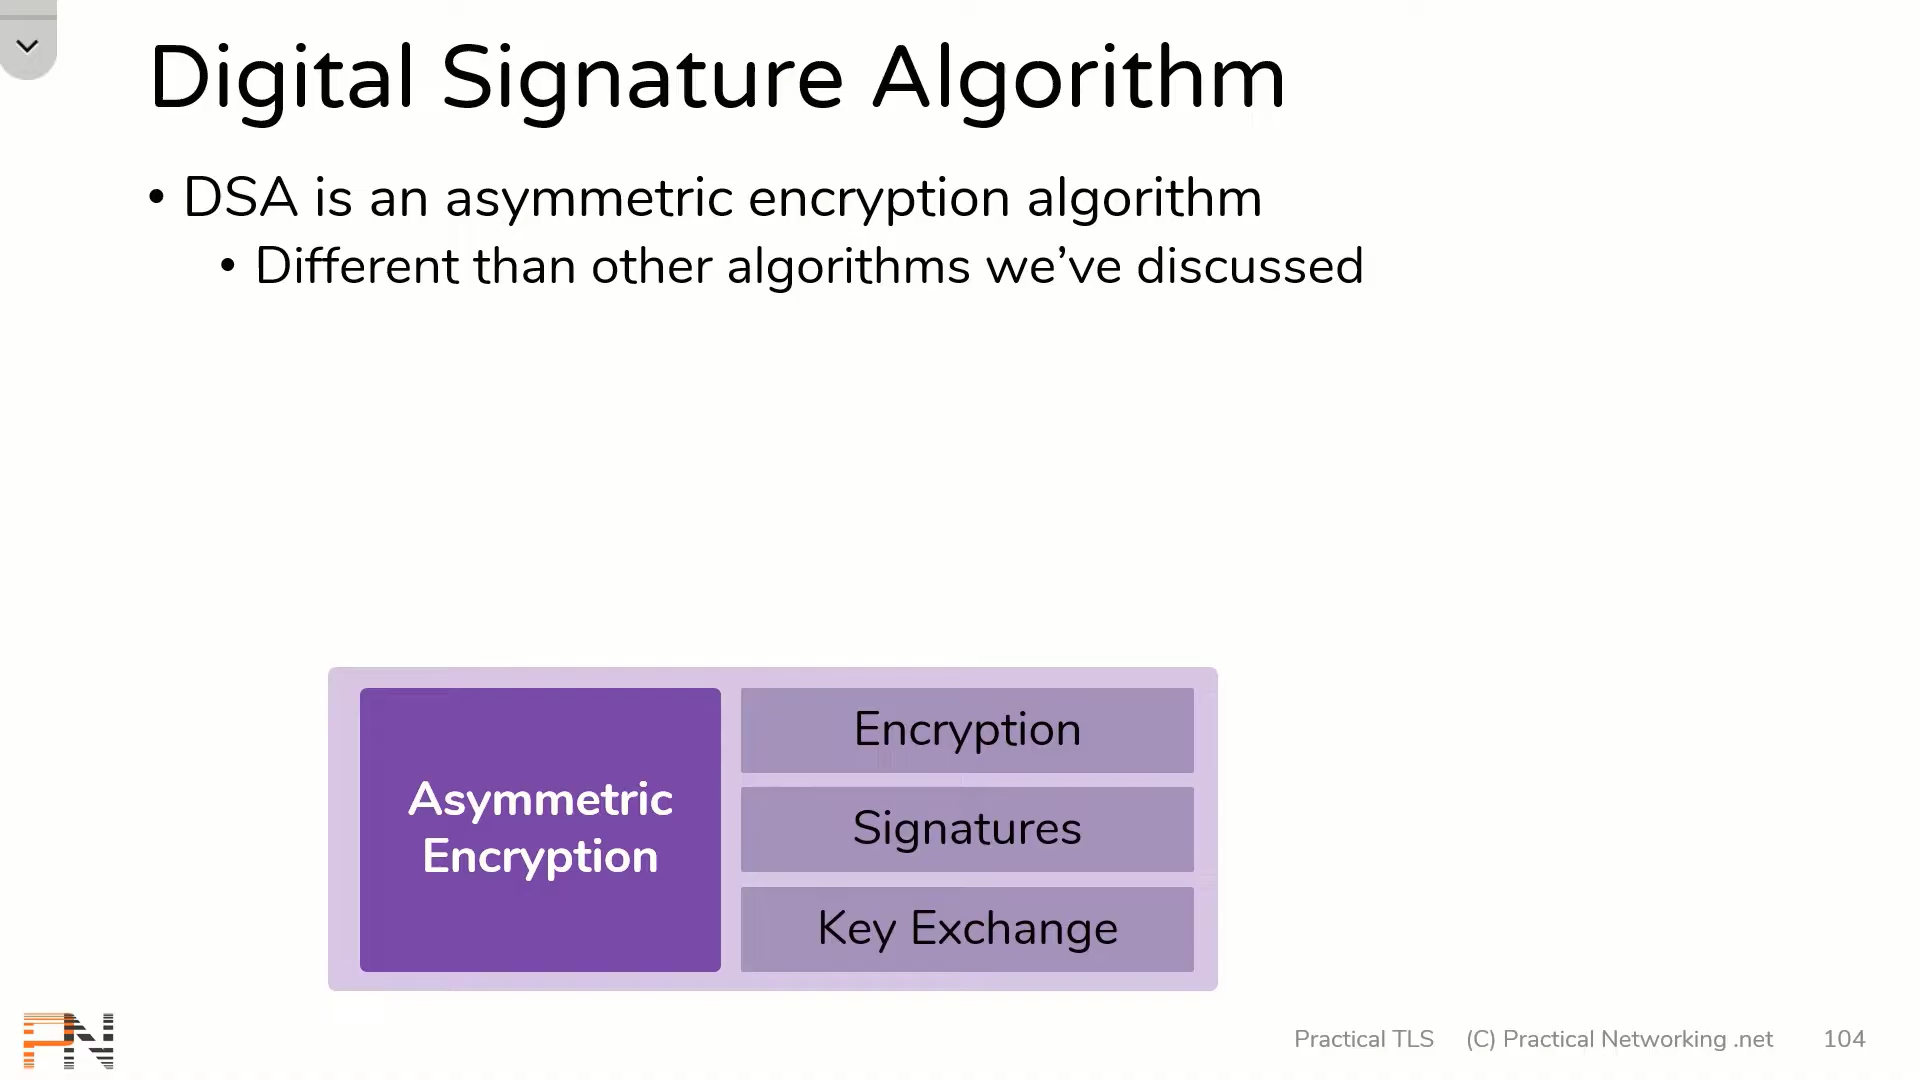 Digital Signature Algorithm
• DSA is an asymmetric encryption algorithm
• Different than other algorithms we’ve discussed
Asymmetric
Encryption
Encryption
Signatures
Key Exchange
PN
Practical TLS (C) Practical Networking .net 104